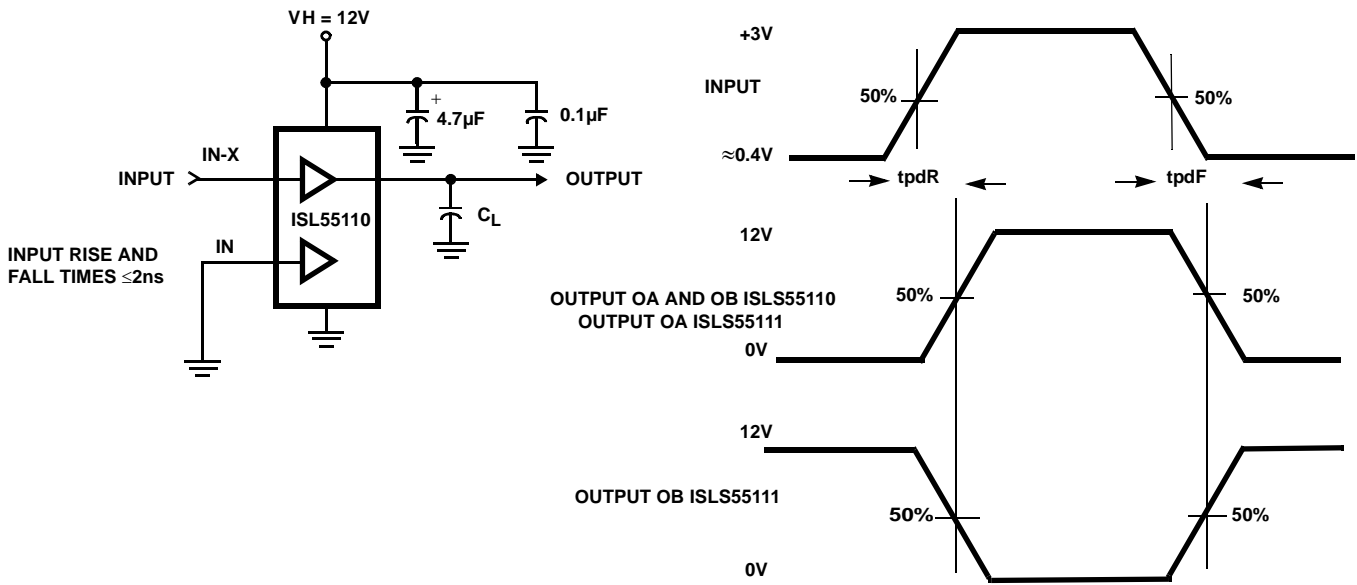 VH = 12V
+
4.7µF
0.1µF
IN-X
INPUT
OUTPUT
ISL55110
CL
IN
INPUT RISE AND
FALL TIMES ≤2ns
+3V
INPUT
50%
50%
≈0.4V
tpdR
tpdF
12V
50%
50%
OUTPUT OA AND OB ISLS55110
OUTPUT OA ISLS55111
0V
12V
OUTPUT OB ISLS55111
50%
50%
0V